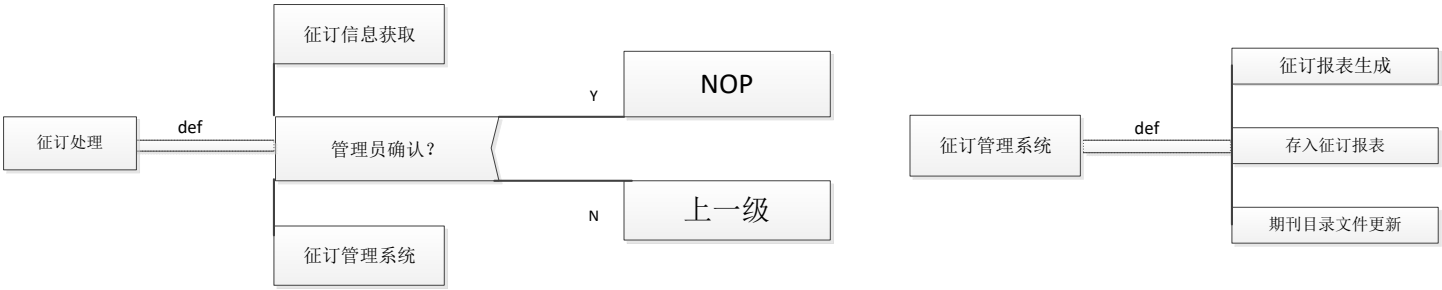 征订信息获取
征订处理
def
管理员确认？
Y
NOP
N
上一级
征订管理系统
征订管理系统
def
征订报表生成
存入征订报表
期刊目录文件更新